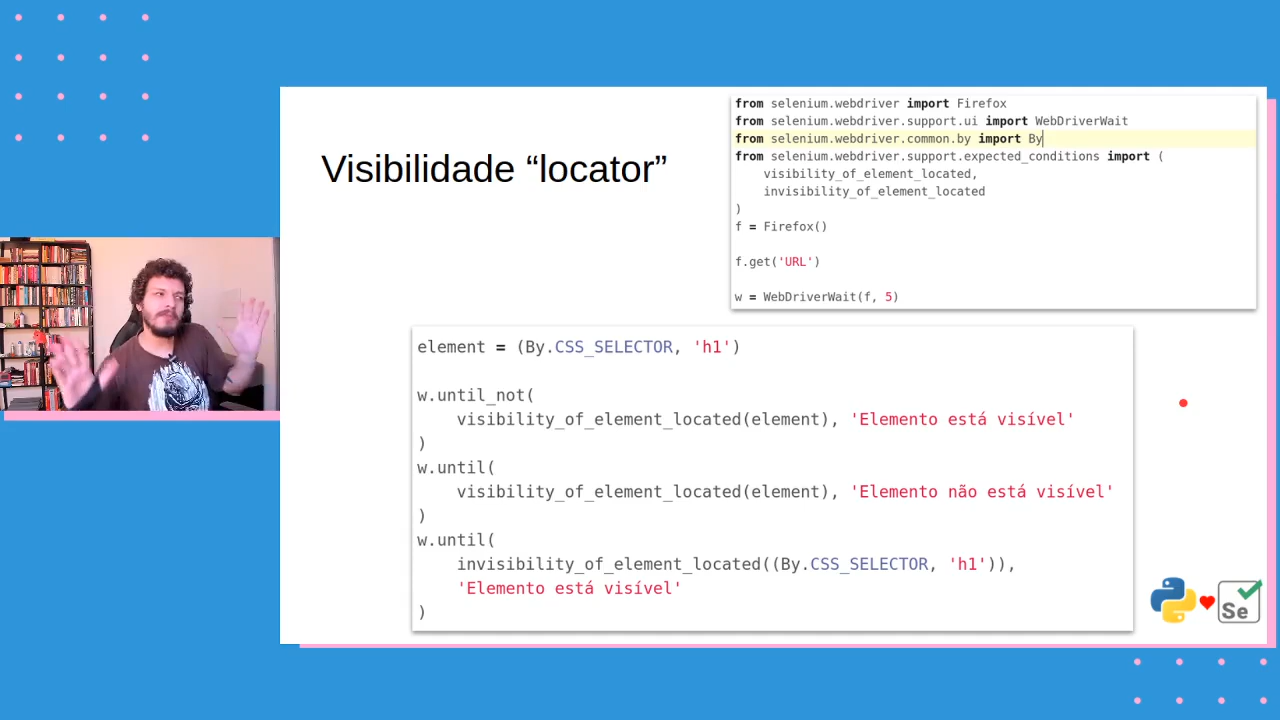 Visibilidade “locator”
from selenium.webdriver import Firefox
from selenium.webdriver.support.ui import WebDriverWait
from selenium.webdriver.common.by import By
from selenium.webdriver.support.expected_conditions import (
    visibility_of_element_located,
    invisibility_of_element_located
)
f = Firefox()
f.get('URL')
w = WebDriverWait(f, 5)
element = (By.CSS_SELECTOR, 'h1')
w.until_not(
    visibility_of_element_located(element), 'Elemento está visível'
)
w.until(
    visibility_of_element_located(element), 'Elemento não está visível'
)
w.until(
    invisibility_of_element_located((By.CSS_SELECTOR, 'h1')),
    'Elemento está visível'
)
Se